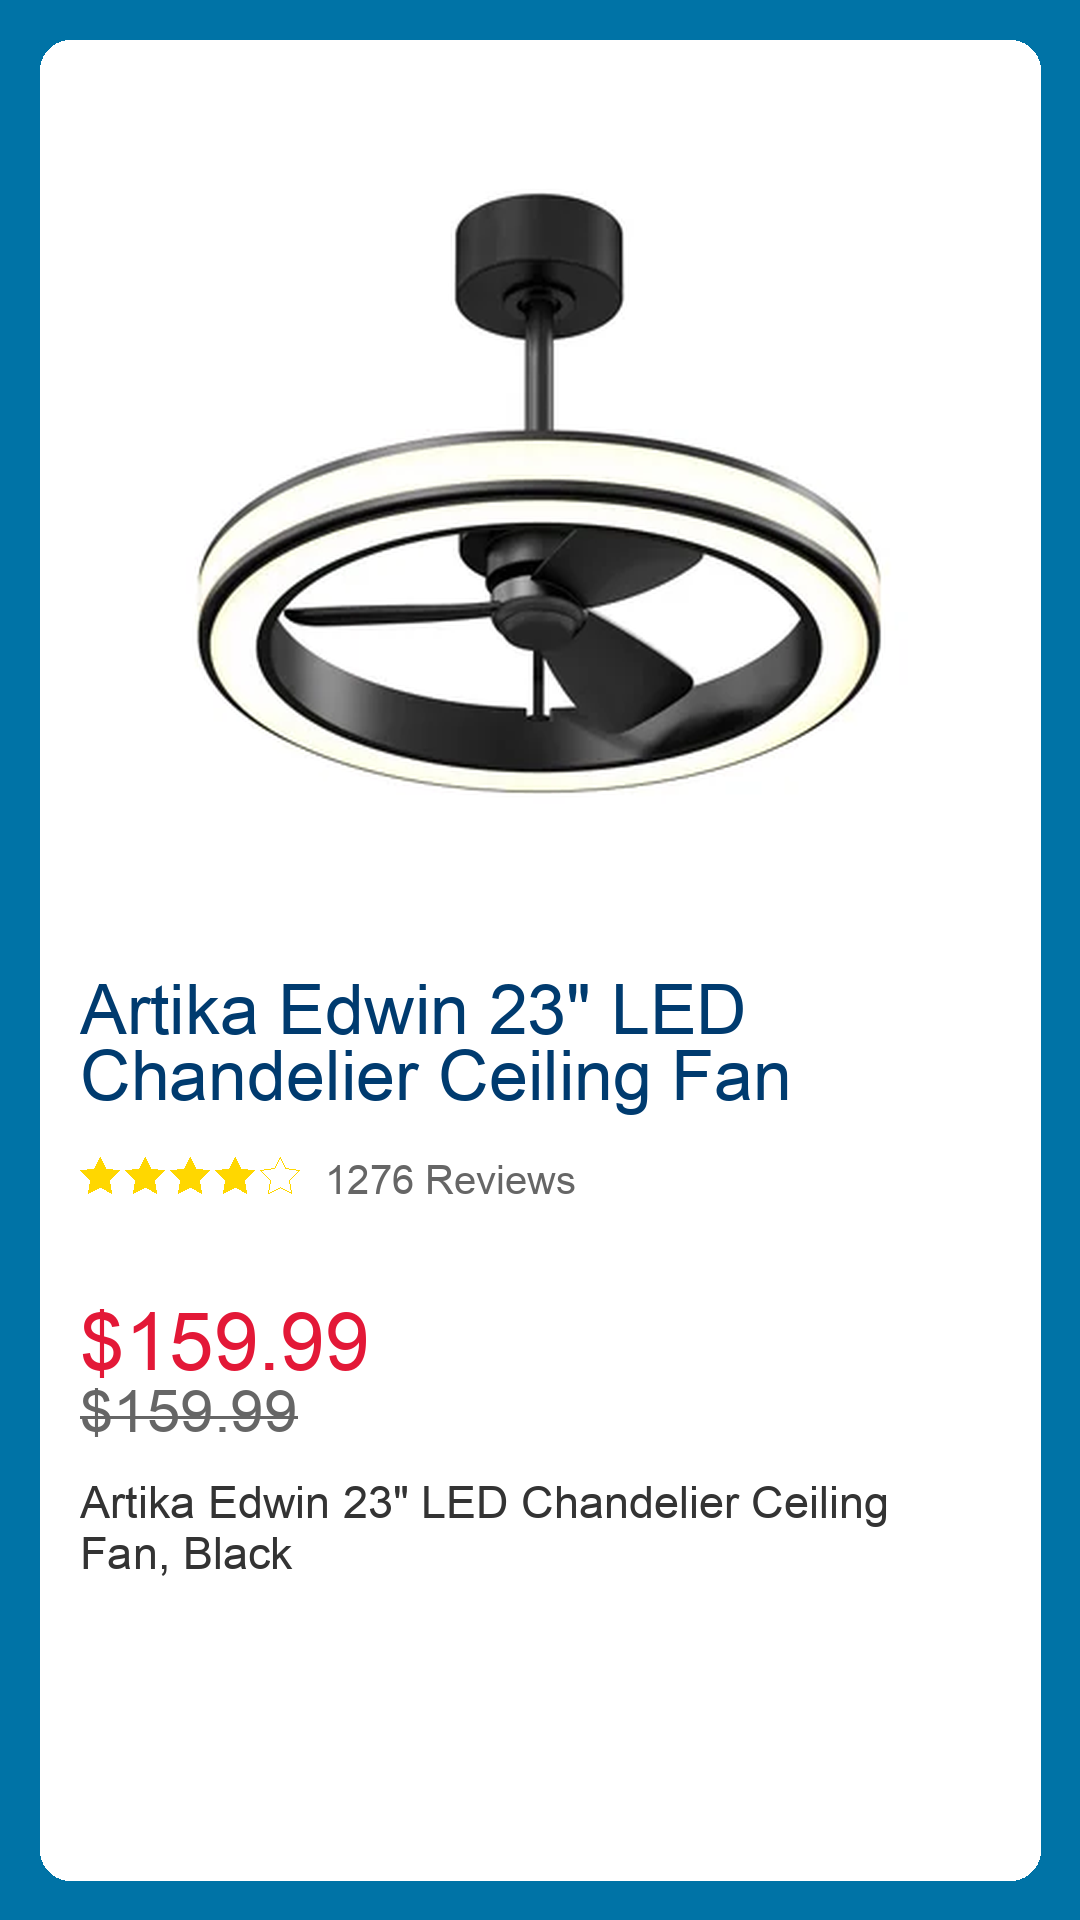 Artika Edwin 23" LED
Chandelier Ceiling Fan
1276 Reviews
$159.99
$159.99
Artika Edwin 23" LED Chandelier Ceiling
Fan, Black